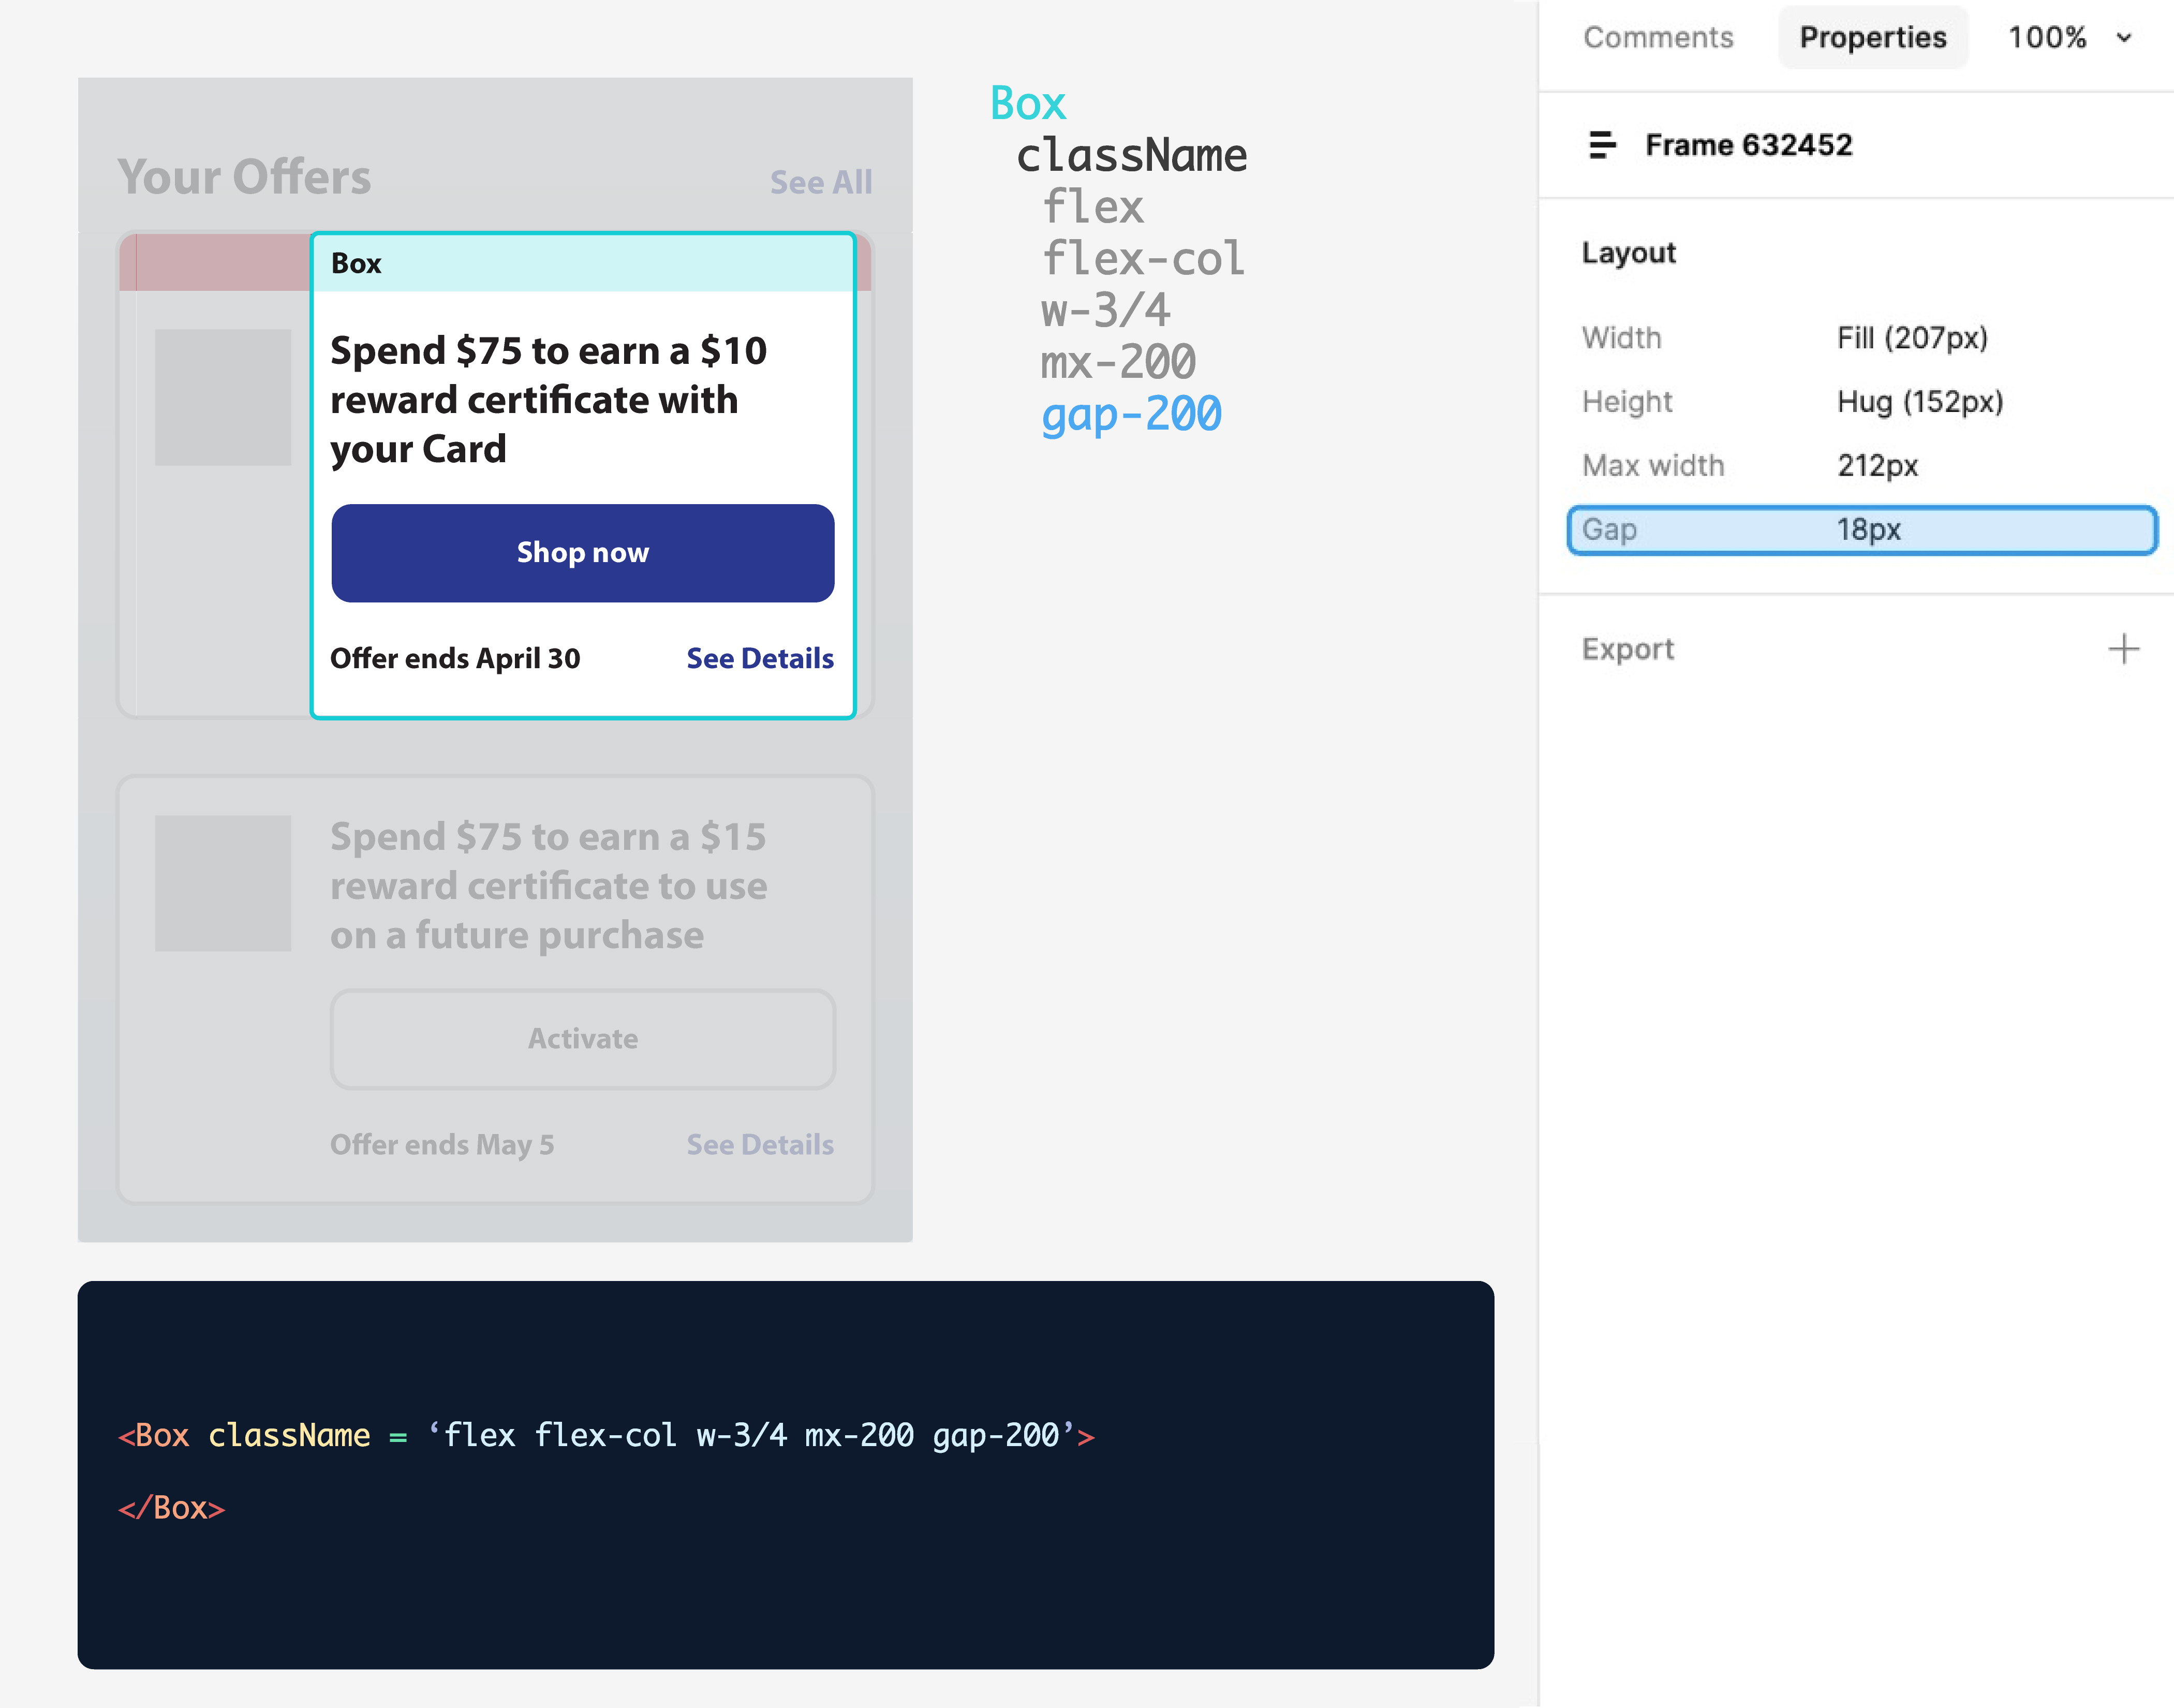 Your Offers
See All
Box
Spend $75 to earn a $10
reward certificate with
your Card
Shop now
Offer ends April 30
See Details
Spend $75 to earn a $15
reward certificate to use
on a future purchase
Activate
Offer ends May 5
See Details
Box
className
flex
flex-col
w-3/4
mx-200
gap-200
<Box className = ‘flex flex-col w-3/4 mx-200 gap-200’>
</Box>
Comments
Properties
100%
Frame 632452
Layout
Width Fill (207px)
Height Hug (152px)
Max width 212px
Gap 18px
Export